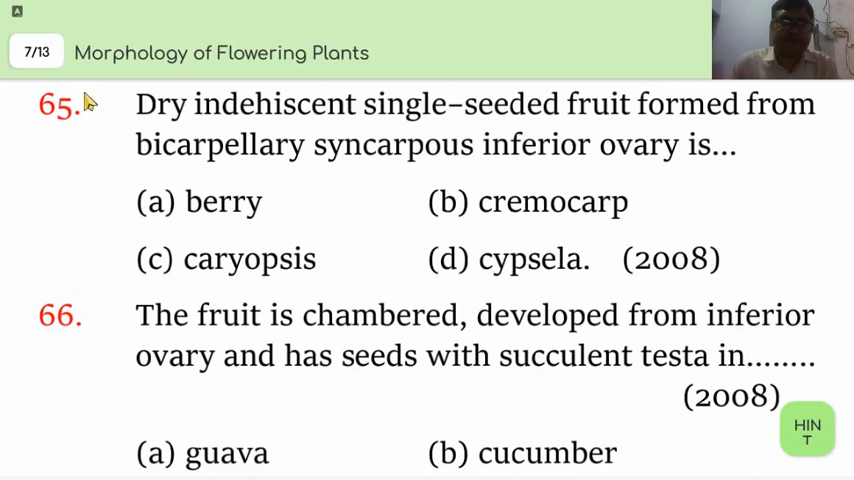 A
7/13 Morphology of Flowering Plants
65. Dry indehiscent single-seeded fruit formed from
bicarpellary syncarpous inferior ovary is...
(a) berry (b) cremocarp
(c) caryopsis (d) cypsela. (2008)
66. The fruit is chambered, developed from inferior
ovary and has seeds with succulent testa in........
(2008)
HIN
T
(a) guava (b) cucumber